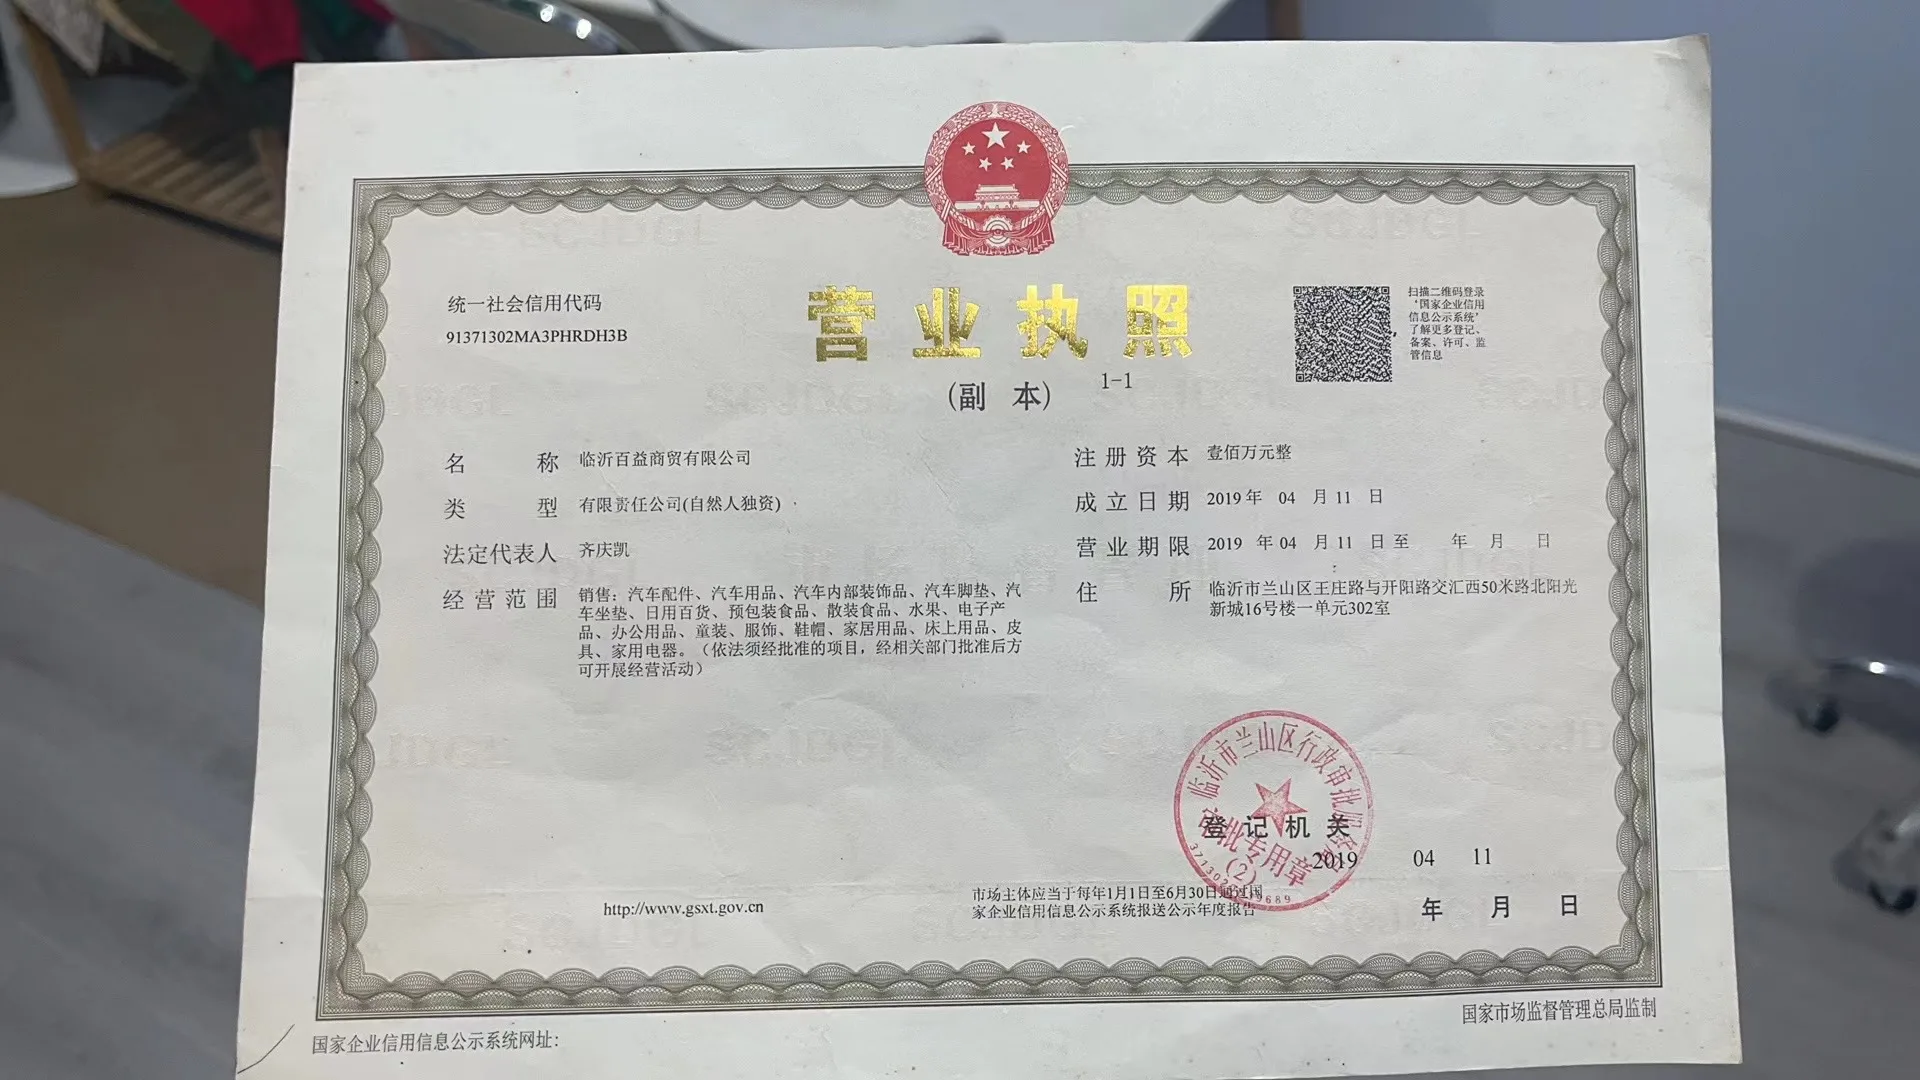 统一社会信用代码
91371302MA3PHRDH3B
营业执照
(副 本)
1-1
扫描二维码登录
‘国家企业信用
信息公示系统’
了解更多登记、
备案、许可、监
管信息
名 称 临沂百益商贸有限公司
类 型 有限责任公司(自然人独资)
法定代表人 齐庆凯
经营范围 销售：汽车配件、汽车用品、汽车内部装饰品、汽车脚垫、汽
车坐垫、日用百货、预包装食品、散装食品、水果、电子产
品、办公用品、童装、服饰、鞋帽、家居用品、床上用品、皮
具、家用电器。（依法须经批准的项目，经相关部门批准后方
可开展经营活动）
注册资本 壹佰万元整
成立日期 2019年 04 月 11 日
营业期限 2019 年 04 月 11 日 至 年 月 日
住 所 临沂市兰山区王庄路与开阳路交汇西50米路北阳光
新城16号楼一单元302室
临沂市兰山区行政审批服务局
登记机关
审批专用章
(2)
2019 04 11
年 月 日
http://www.gsxt.gov.cn
市场主体应当于每年1月1日至6月30日通过国
家企业信用信息公示系统报送公示年度报告
国家企业信用信息公示系统网址：
国家市场监督管理总局监制
SCJDGL